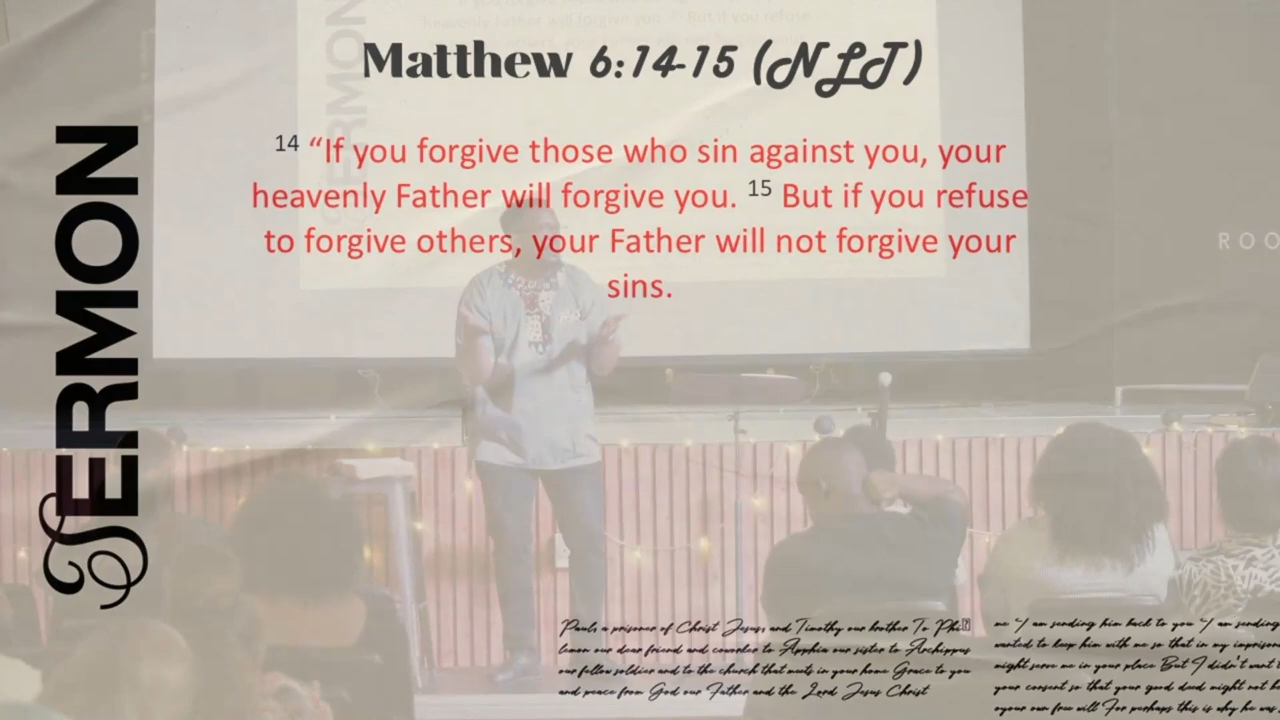 Matthew 6:14-15 (NLT)
14 “If you forgive those who sin against you, your
heavenly Father will forgive you. 15 But if you refuse
to forgive others, your Father will not forgive your
sins.
SERMON
ROO
Paul, a prisoner of Christ Jesus, and Timothy our brother To Phi
lemon our dear friend and coworker to Apphia our sister to Archippus
our fellow soldier and to the church that meets in your home Grace to you
and peace from God our Father and the Lord Jesus Christ
me I am sending him back to you I am sending
wanted to keep him with me so that in my imprison
might serve me in your place But I didn't want
your consent so that your good deed might not b
your own free will For perhaps this is why he was